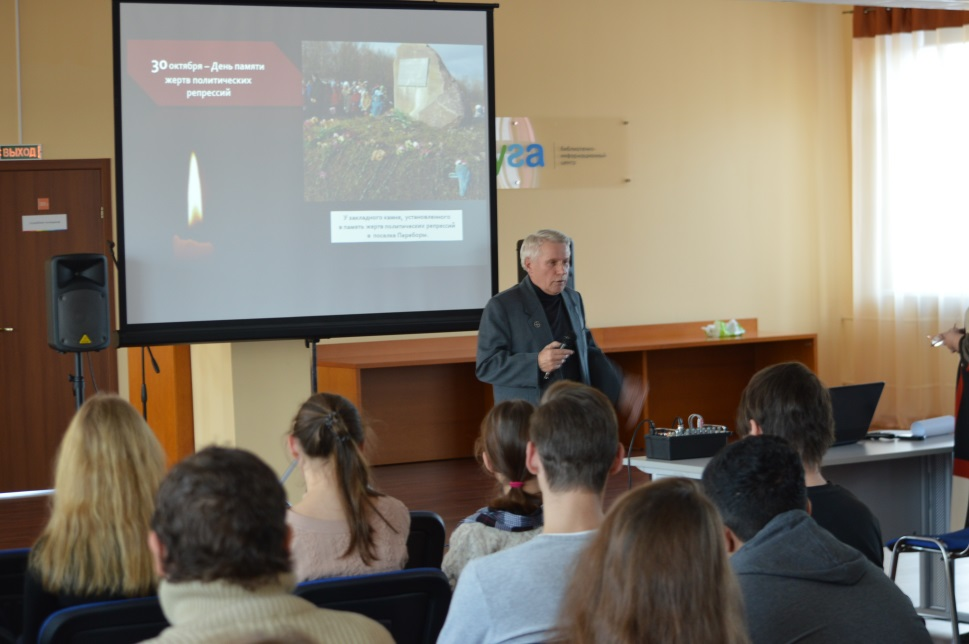 30 октября – День памяти
жертв политических
репрессий
У закладного камня, установленного
в память жертв политических репрессий
в поселке Переборы.
ВЫХОД
уга
библиотечно-
информационный
центр